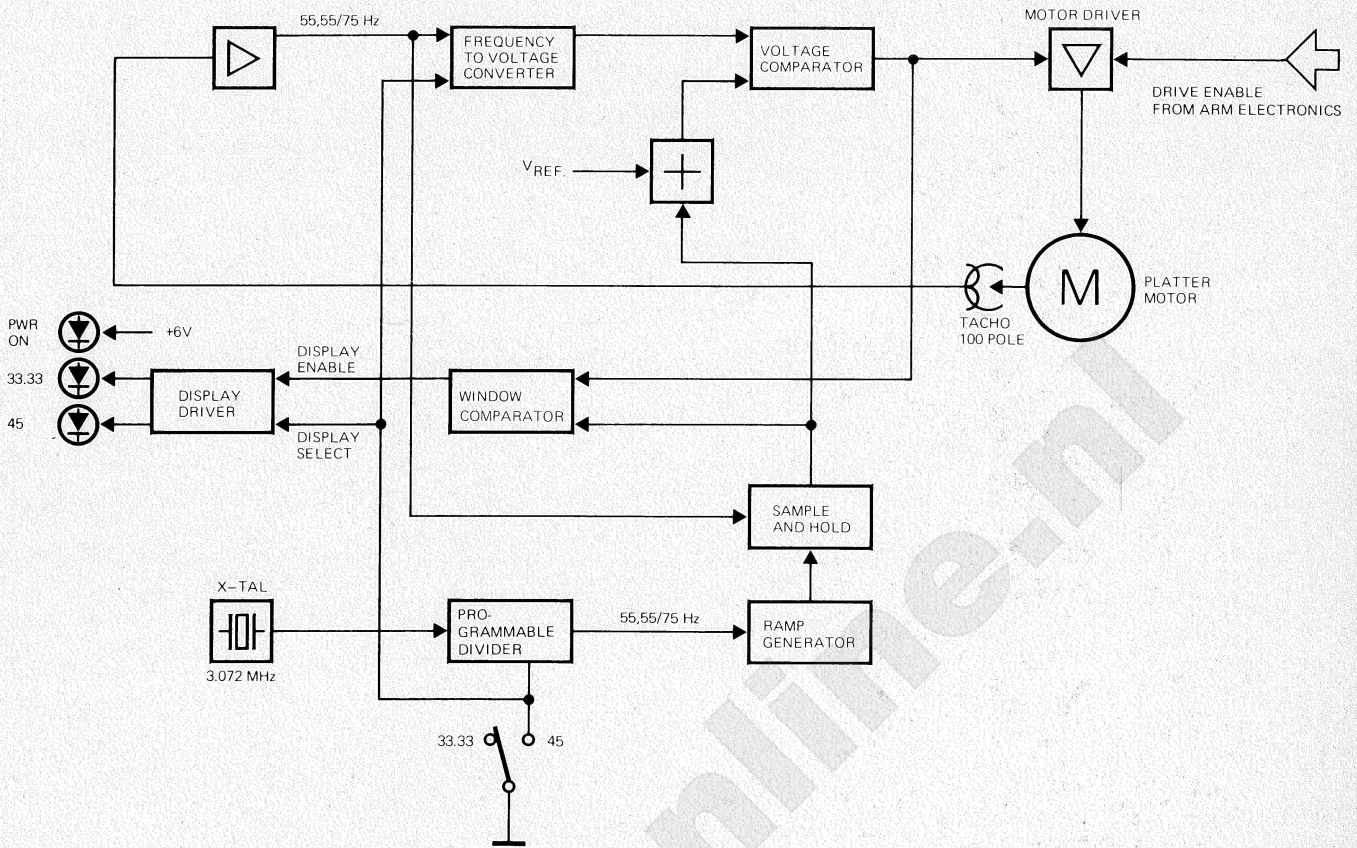 55,55/75 Hz
MOTOR DRIVER
FREQUENCY
TO VOLTAGE
CONVERTER
VOLTAGE
COMPARATOR
DRIVE ENABLE
FROM ARM ELECTRONICS
VREF.
M
PLATTER
MOTOR
TACHO
100 POLE
PWR
ON
+6V
33.33
45
DISPLAY
DRIVER
DISPLAY
ENABLE
DISPLAY
SELECT
WINDOW
COMPARATOR
SAMPLE
AND HOLD
X-TAL
3.072 MHz
PRO-
GRAMMABLE
DIVIDER
55,55/75 Hz
RAMP
GENERATOR
33.33
45
nline.nl